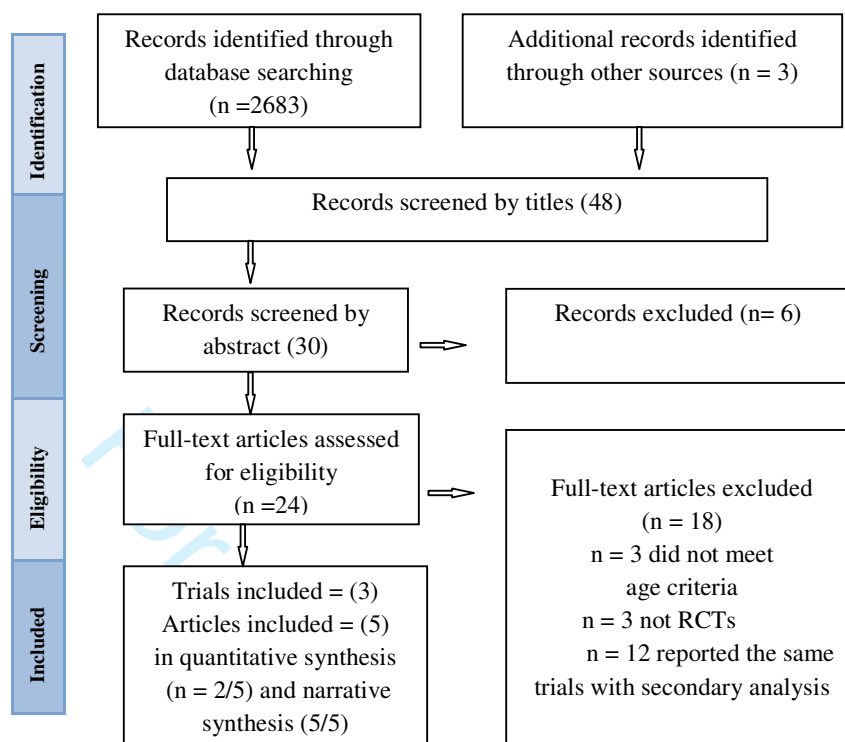 Records identified through
database searching
(n =2683)
Additional records identified
through other sources (n = 3)
Identification
Records screened by titles (48)
Screening
Records screened by
abstract (30)
Records excluded (n= 6)
Eligibility
Full-text articles assessed
for eligibility
(n =24)
Full-text articles excluded
(n = 18)
n = 3 did not meet
age criteria
n = 3 not RCTs
n = 12 reported the same
trials with secondary analysis
Included
Trials included = (3)
Articles included = (5)
in quantitative synthesis
(n = 2/5) and narrative
synthesis (5/5)